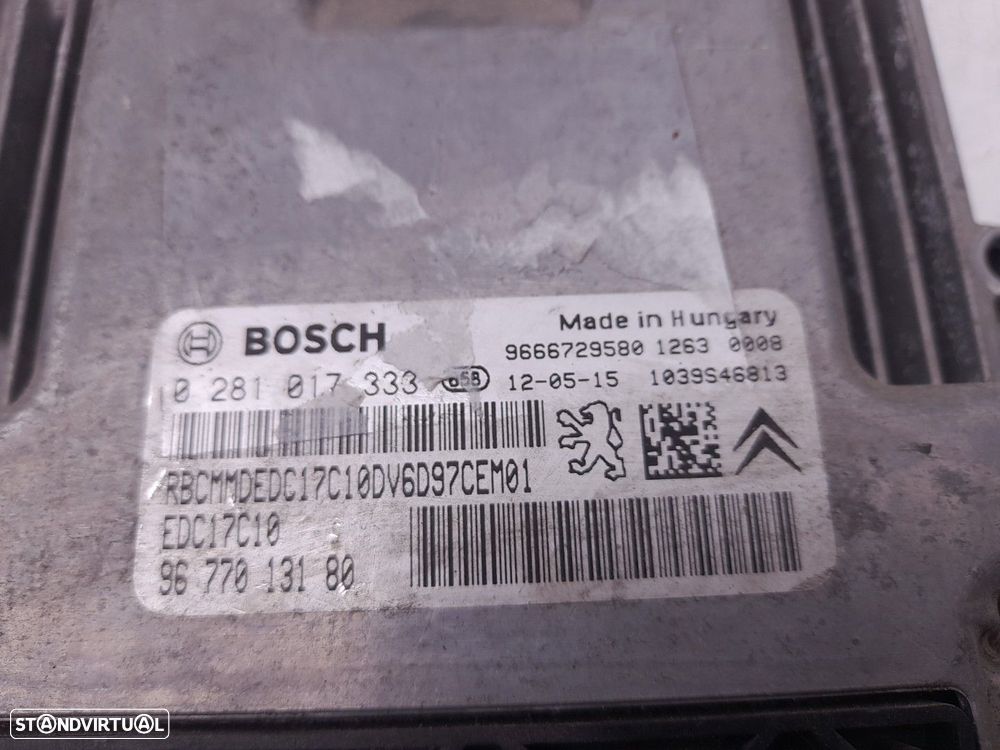 BOSCH
Made in Hungary
9666729580 1263 0008
0 281 017 333 e58 12-05-15 1039S46813
RBCMMDEDC17C10DV6D97CEM01
EDC17C10
96 770 131 80
STANDVIRTUAL